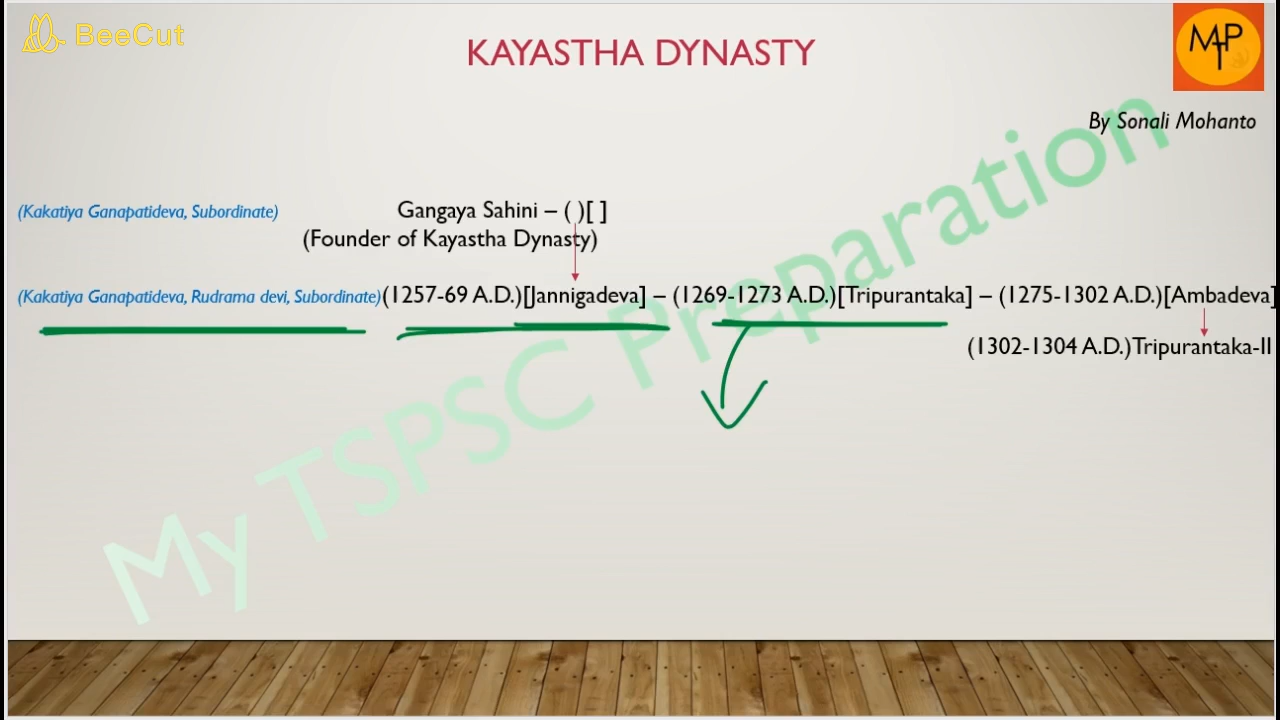 BeeCut
KAYASTHA DYNASTY
MTP
By Sonali Mohanto
(Kakatiya Ganapatideva, Subordinate) Gangaya Sahini – ( )[ ]
(Founder of Kayastha Dynasty)
(Kakatiya Ganapatideva, Rudrama devi, Subordinate)(1257-69 A.D.)[Jannigadeva] – (1269-1273 A.D.)[Tripurantaka] – (1275-1302 A.D.)[Ambadeva]
(1302-1304 A.D.)Tripurantaka-II
My TSPSC Preparation